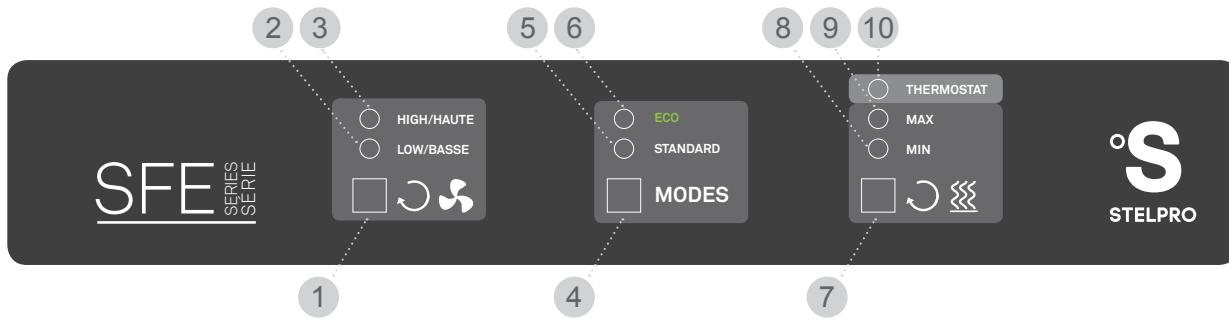 2 3 5 6 8 9 10
SFE SERIES
SÉRIE
HIGH/HAUTE
LOW/BASSE
ECO
STANDARD
MODES
THERMOSTAT
MAX
MIN
°S
STELPRO
1 4 7